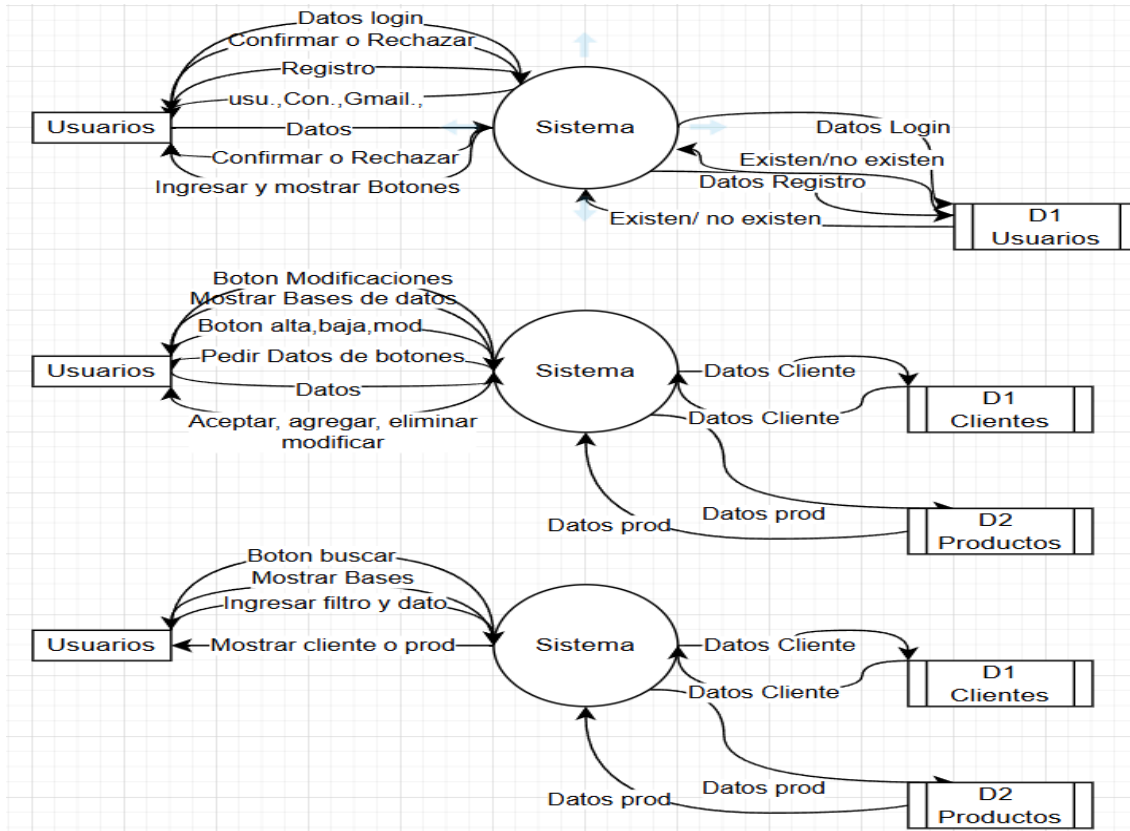 Datos login
Confirmar o Rechazar
Registro
usu.,Con.,Gmail.,
Usuarios
Datos
Sistema
Datos Login
Confirmar o Rechazar
Existen/no existen
Ingresar y mostrar Botones
Datos Registro
Existen/ no existen
D1
Usuarios
Boton Modificaciones
Mostrar Bases de datos
Boton alta,baja,mod
Pedir Datos de botones
Usuarios
Sistema
Datos Cliente
Datos
D1
Clientes
Aceptar, agregar, eliminar
modificar
Datos Cliente
Datos prod
Datos prod
D2
Productos
Boton buscar
Mostrar Bases
Ingresar filtro y dato
Usuarios
Mostrar cliente o prod
Sistema
Datos Cliente
D1
Clientes
Datos Cliente
Datos prod
Datos prod
D2
Productos